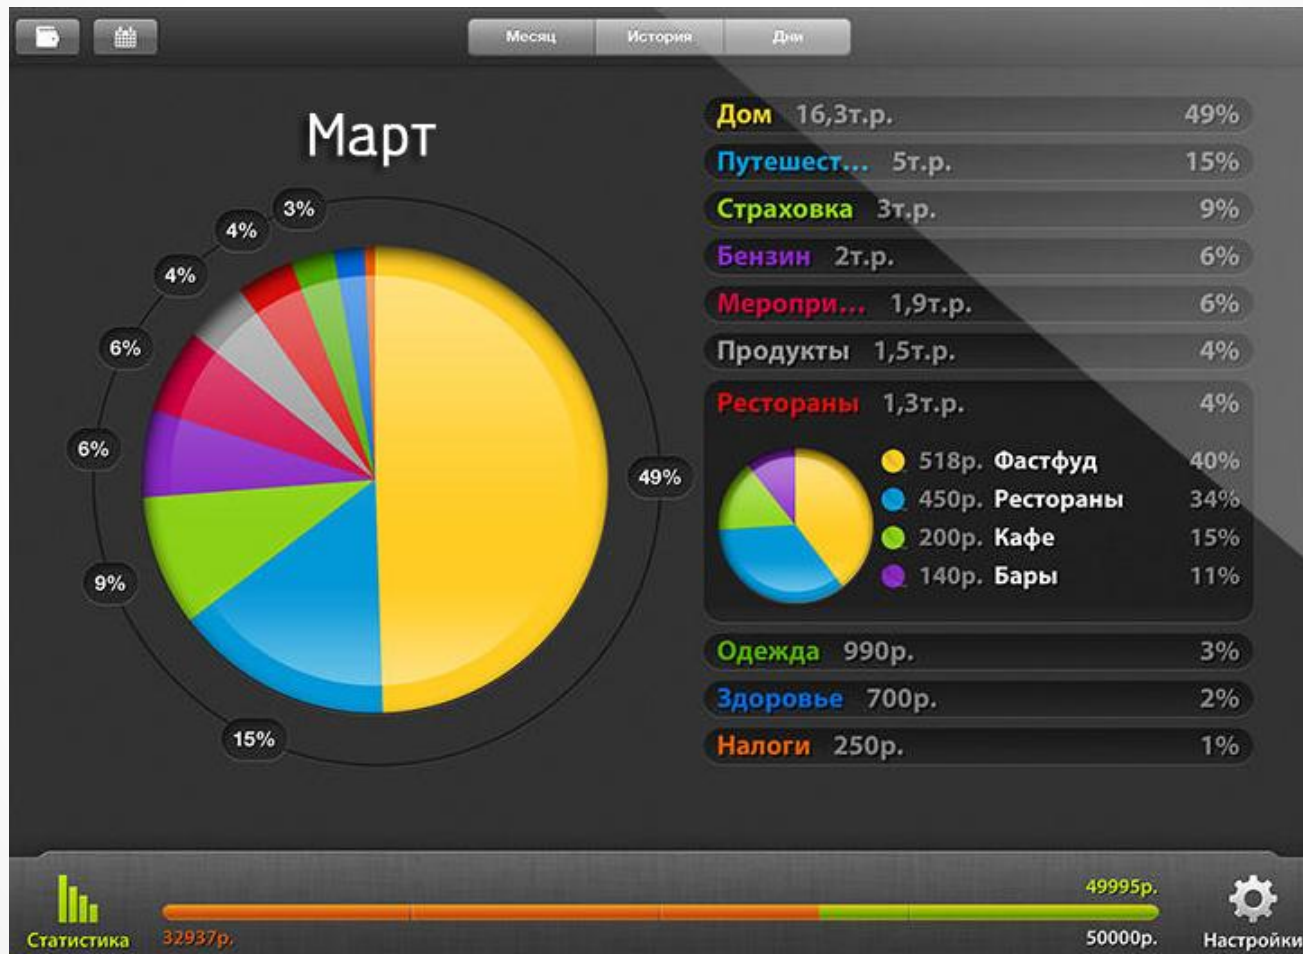 Месяц История Дни
Март
3%
4%
4%
6%
6%
9%
15%
49%
Дом 16,3т.р. 49%
Путешест... 5т.р. 15%
Страховка 3т.р. 9%
Бензин 2т.р. 6%
Меропри... 1,9т.р. 6%
Продукты 1,5т.р. 4%
Рестораны 1,3т.р. 4%
518р. Фастфуд 40%
450р. Рестораны 34%
200р. Кафе 15%
140р. Бары 11%
Одежда 990р. 3%
Здоровье 700р. 2%
Налоги 250р. 1%
49995р.
Статистика 32937р. 50000р. Настройки